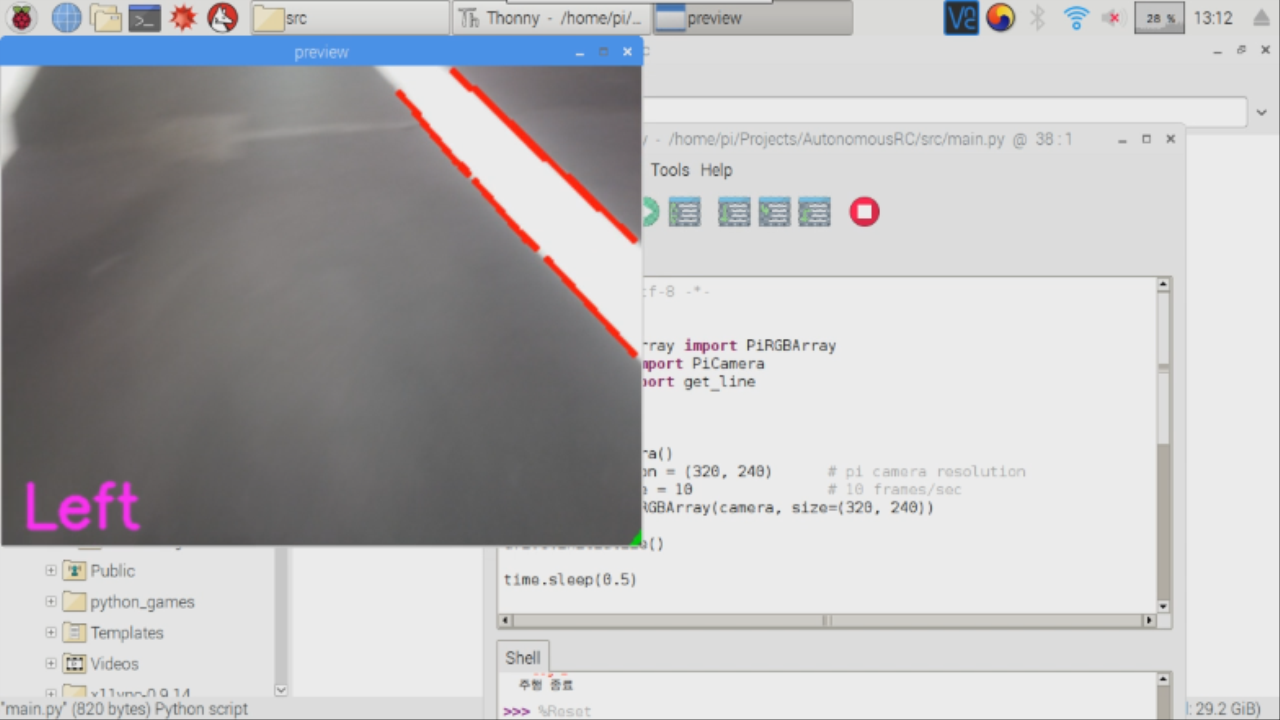 src
Thonny - /home/pi/...
preview
28 %
13:12
preview
- /home/pi/Projects/AutonomousRC/src/main.py @ 38:1
Tools Help
f-8 -*-
rray import PiRGBArray
mport PiCamera
port get_line
ra()
on = (320, 240) # pi camera resolution
e = 10 # 10 frames/sec
RGBArray(camera, size=(320, 240))
()
time.sleep(0.5)
Left
Public
python_games
Templates
Videos
x11vnc-0.9.14
Shell
주행 종료
>>> %Reset
"main.py" (820 bytes) Python script
l: 29.2 GiB)